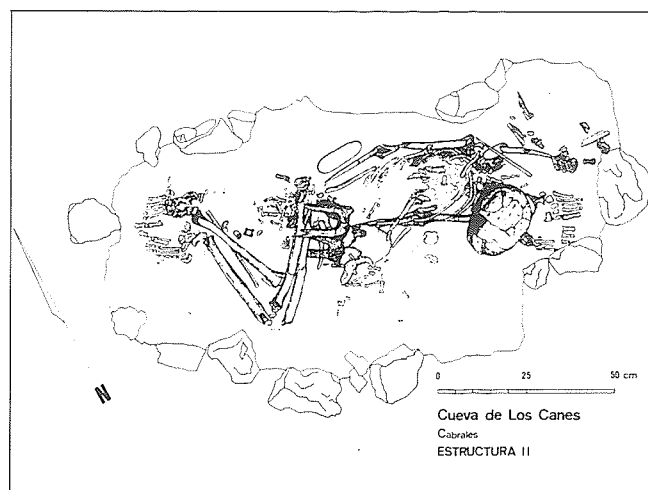 N
0 25 50 cm
Cueva de Los Canes
Cabrales
ESTRUCTURA II